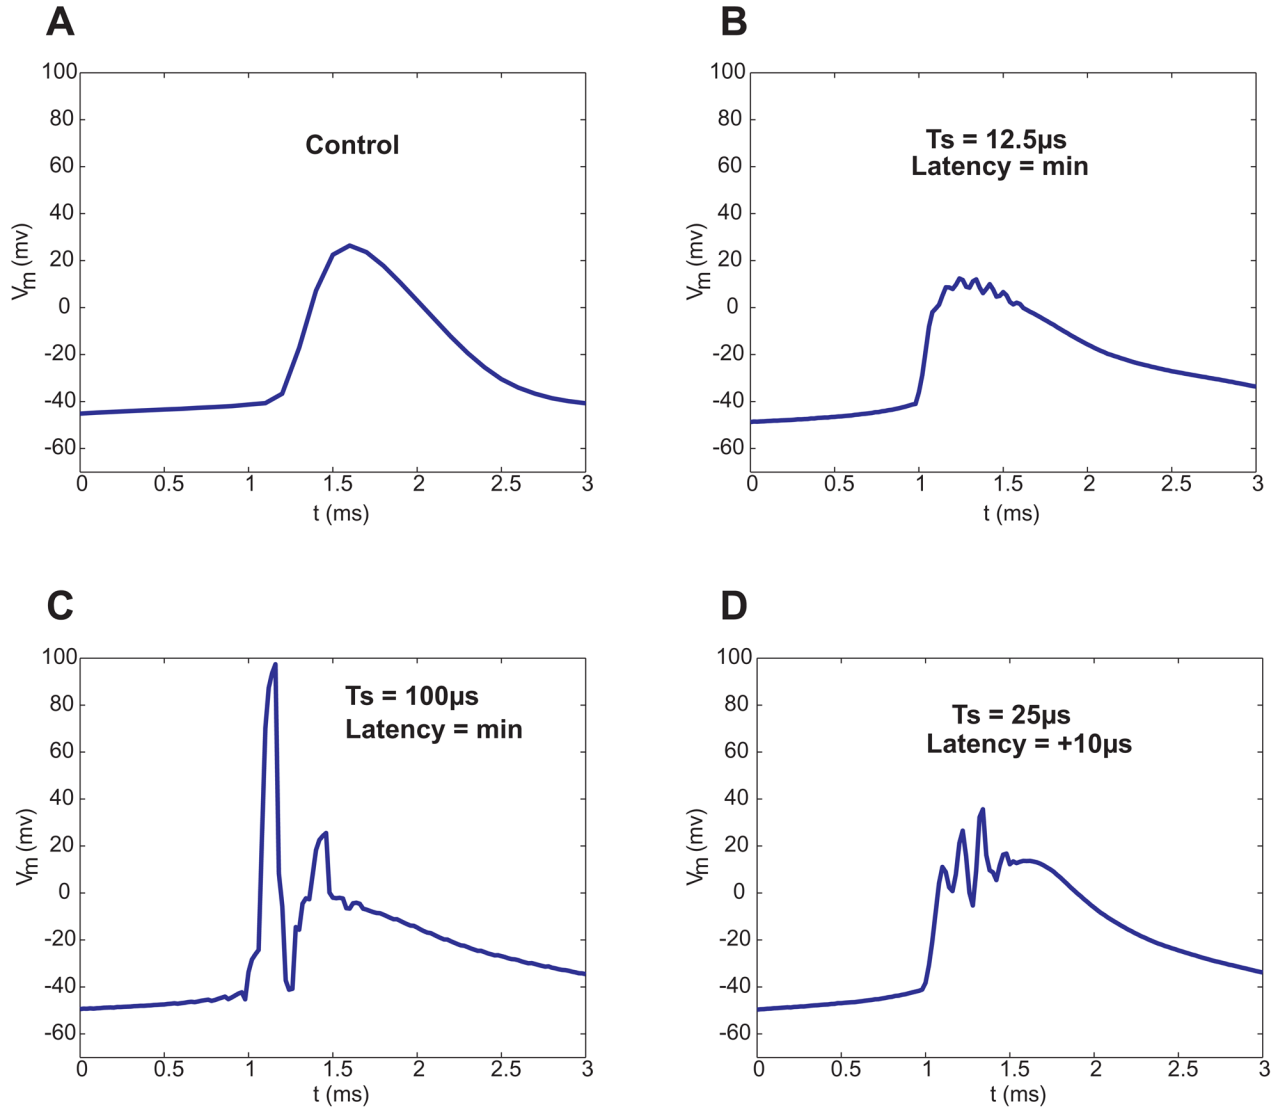 A
100
80
60
40
20
0
-20
-40
-60
Vm (mv)
Control
0 0.5 1 1.5 2 2.5 3
t (ms)
B
100
80
60
40
20
0
-20
-40
-60
Vm (mv)
Ts = 12.5µs
Latency = min
0 0.5 1 1.5 2 2.5 3
t (ms)
C
100
80
60
40
20
0
-20
-40
-60
Vm (mv)
Ts = 100µs
Latency = min
0 0.5 1 1.5 2 2.5 3
t (ms)
D
100
80
60
40
20
0
-20
-40
-60
Vm (mv)
Ts = 25µs
Latency = +10µs
0 0.5 1 1.5 2 2.5 3
t (ms)